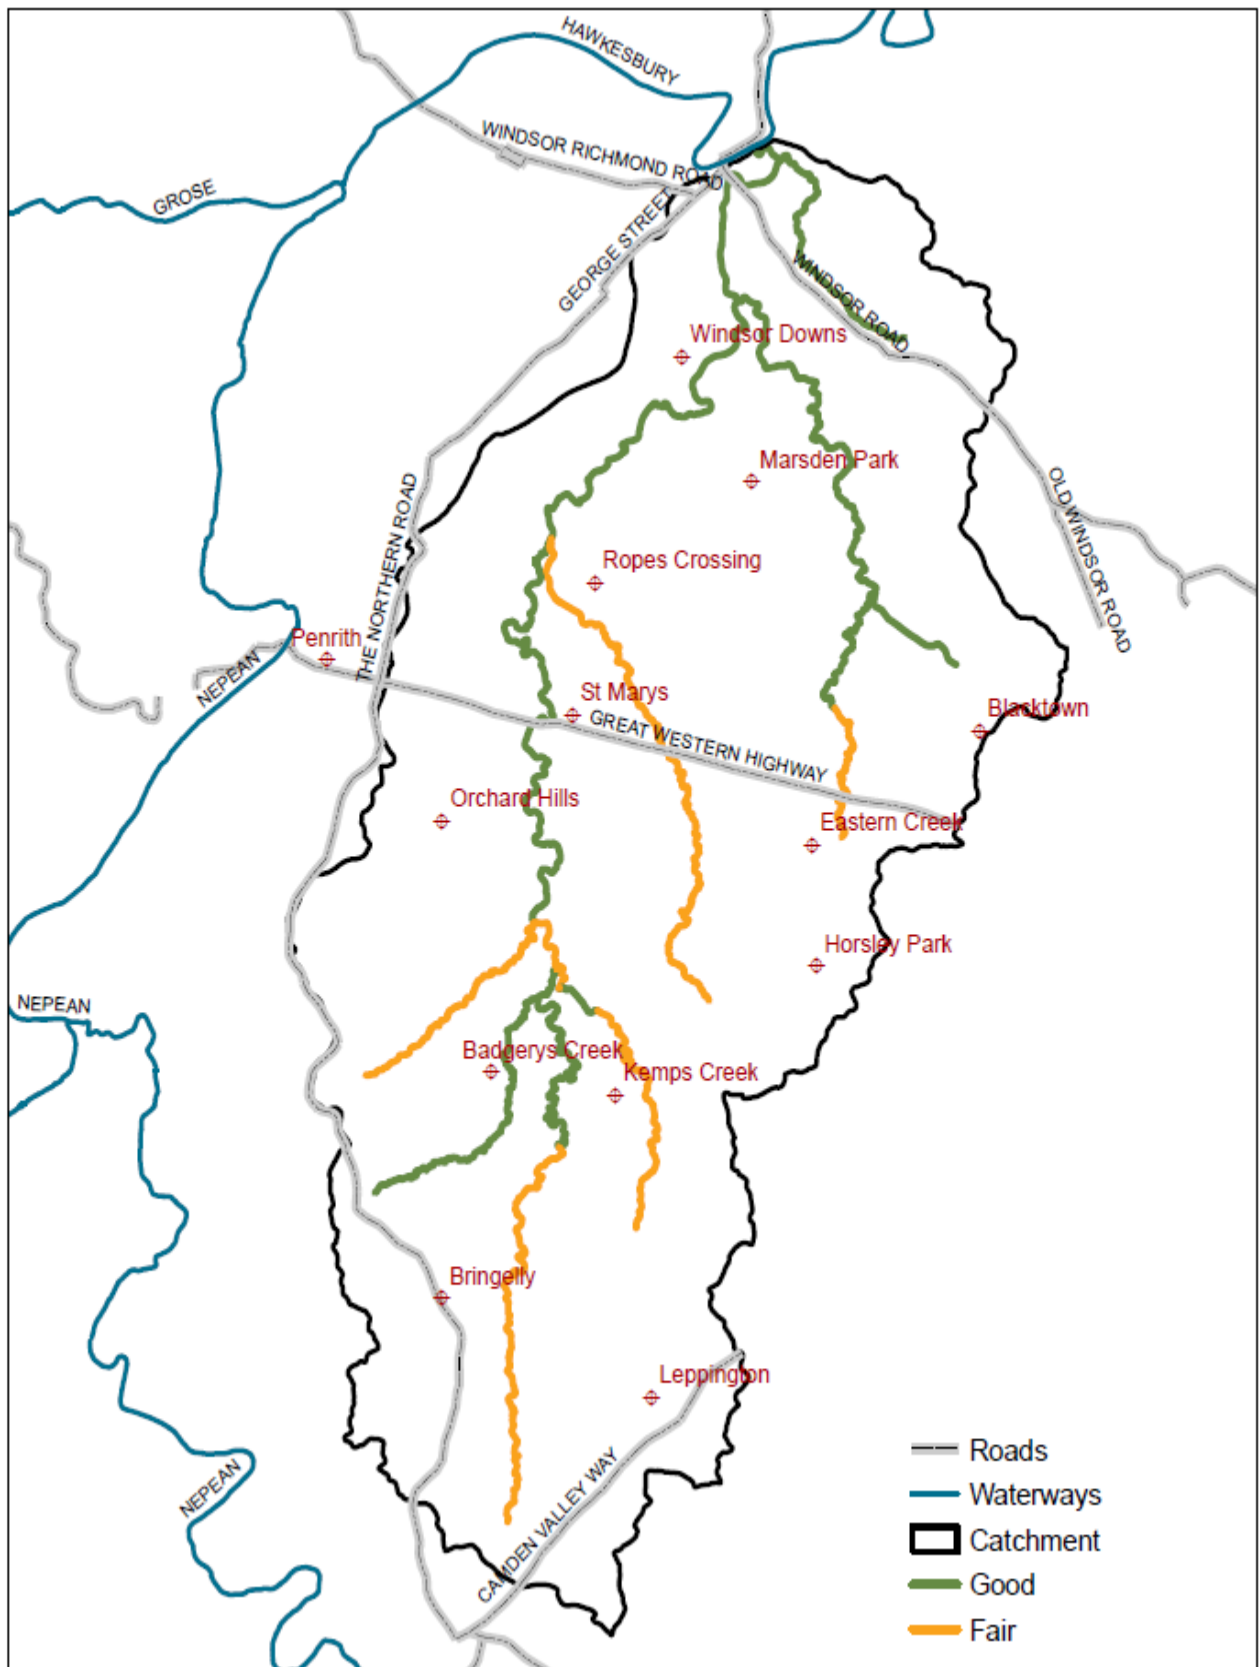 HAWKESBURY
WINDSOR RICHMOND ROAD
GROSE
GEORGE STREET
WINDSOR ROAD
Windsor Downs
Marsden Park
OLD WINDSOR ROAD
THE NORTHERN ROAD
Ropes Crossing
Penrith
NEPEAN
St Marys
GREAT WESTERN HIGHWAY
Blacktown
Orchard Hills
Eastern Creek
Horsley Park
NEPEAN
Badgerys Creek
Kemps Creek
Bringelly
Leppington
NEPEAN
CAMDEN VALLEY WAY
Roads
Waterways
Catchment
Good
Fair